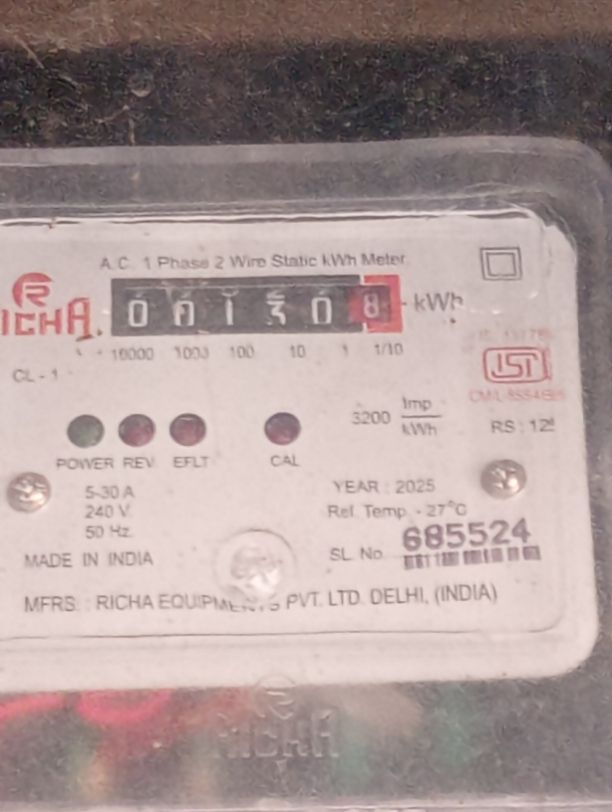 A.C. 1 Phase 2 Wire Static kWh Meter
RICHA
0 0 1 3 0 8 kWh
10000 1000 100 10 1 1/10
CL - 1
ISI
3200 Imp/kWh
RS : 12
POWER REV EFLT CAL
5-30 A
240 V
50 Hz
YEAR : 2025
Ref. Temp. - 27°C
SL. No 685524
MADE IN INDIA
MFRS : RICHA EQUIPMENTS PVT. LTD. DELHI, (INDIA)
RICHA